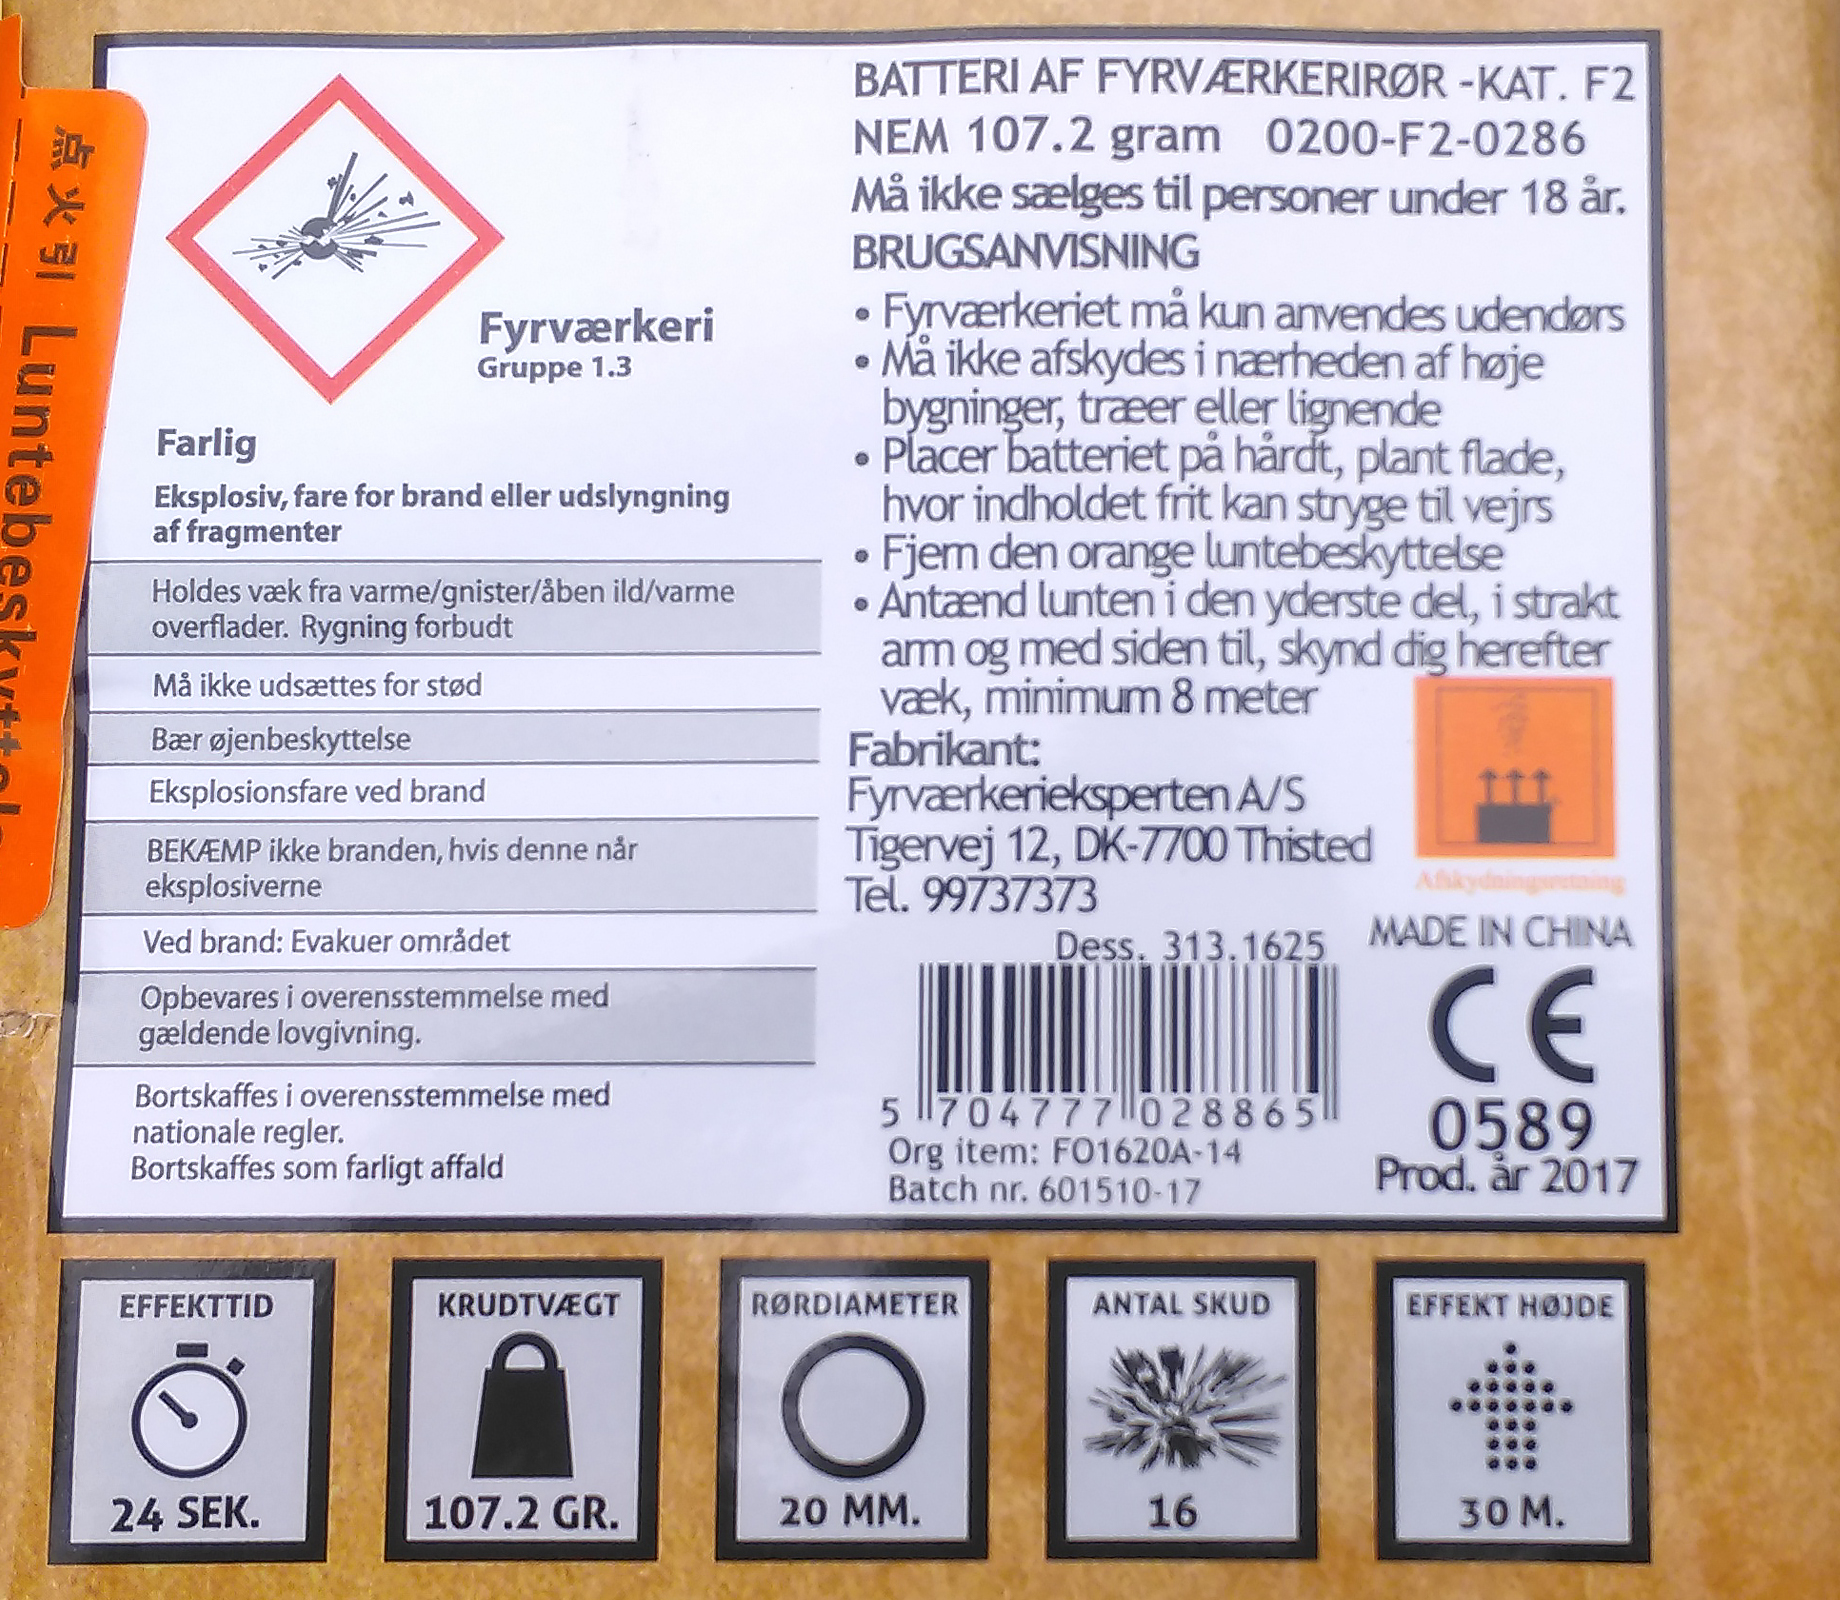 点火引
Luntebeskyttel
Fyrværkeri
Gruppe 1.3
Farlig
Eksplosiv, fare for brand eller udslyngning
af fragmenter
Holdes væk fra varme/gnister/åben ild/varme
overflader. Rygning forbudt
Må ikke udsættes for stød
Bær øjenbeskyttelse
Eksplosionsfare ved brand
BEKÆMP ikke branden, hvis denne når
eksplosiverne
Ved brand: Evakuer området
Opbevares i overensstemmelse med
gældende lovgivning.
Bortskaffes i overensstemmelse med
nationale regler.
Bortskaffes som farligt affald
BATTERI AF FYRVÆRKERIRØR -KAT. F2
NEM 107.2 gram 0200-F2-0286
Må ikke sælges til personer under 18 år.
BRUGSANVISNING
• Fyrværkeriet må kun anvendes udendørs
• Må ikke afskydes i nærheden af høje
bygninger, træer eller lignende
• Placer batteriet på hårdt, plant flade,
hvor indholdet frit kan stryge til vejrs
• Fjern den orange luntebeskyttelse
• Antænd lunten i den yderste del, i strakt
arm og med siden til, skynd dig herefter
væk, minimum 8 meter
Fabrikant:
Fyrværkerieksperten A/S
Tigervej 12, DK-7700 Thisted
Tel. 99737373
Afskydningsretning
Dess. 313.1625
5 704777 028865
Org item: FO1620A-14
Batch nr. 601510-17
MADE IN CHINA
CE
0589
Prod. år 2017
EFFEKTTID
24 SEK.
KRUDTVÆGT
107.2 GR.
RØRDIAMETER
20 MM.
ANTAL SKUD
16
EFFEKT HØJDE
30 M.